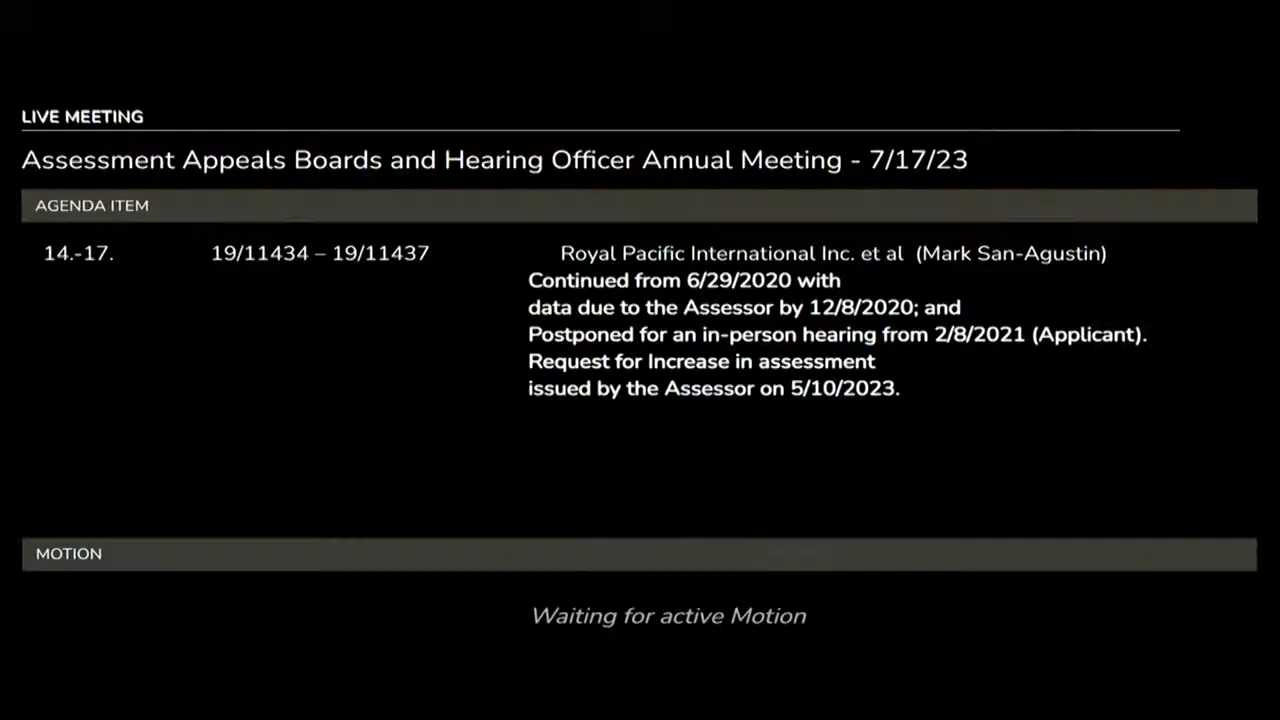 LIVE MEETING
Assessment Appeals Boards and Hearing Officer Annual Meeting - 7/17/23
AGENDA ITEM
14.-17. 19/11434 – 19/11437 Royal Pacific International Inc. et al (Mark San-Agustin)
Continued from 6/29/2020 with
data due to the Assessor by 12/8/2020; and
Postponed for an in-person hearing from 2/8/2021 (Applicant).
Request for Increase in assessment
issued by the Assessor on 5/10/2023.
MOTION
Waiting for active Motion